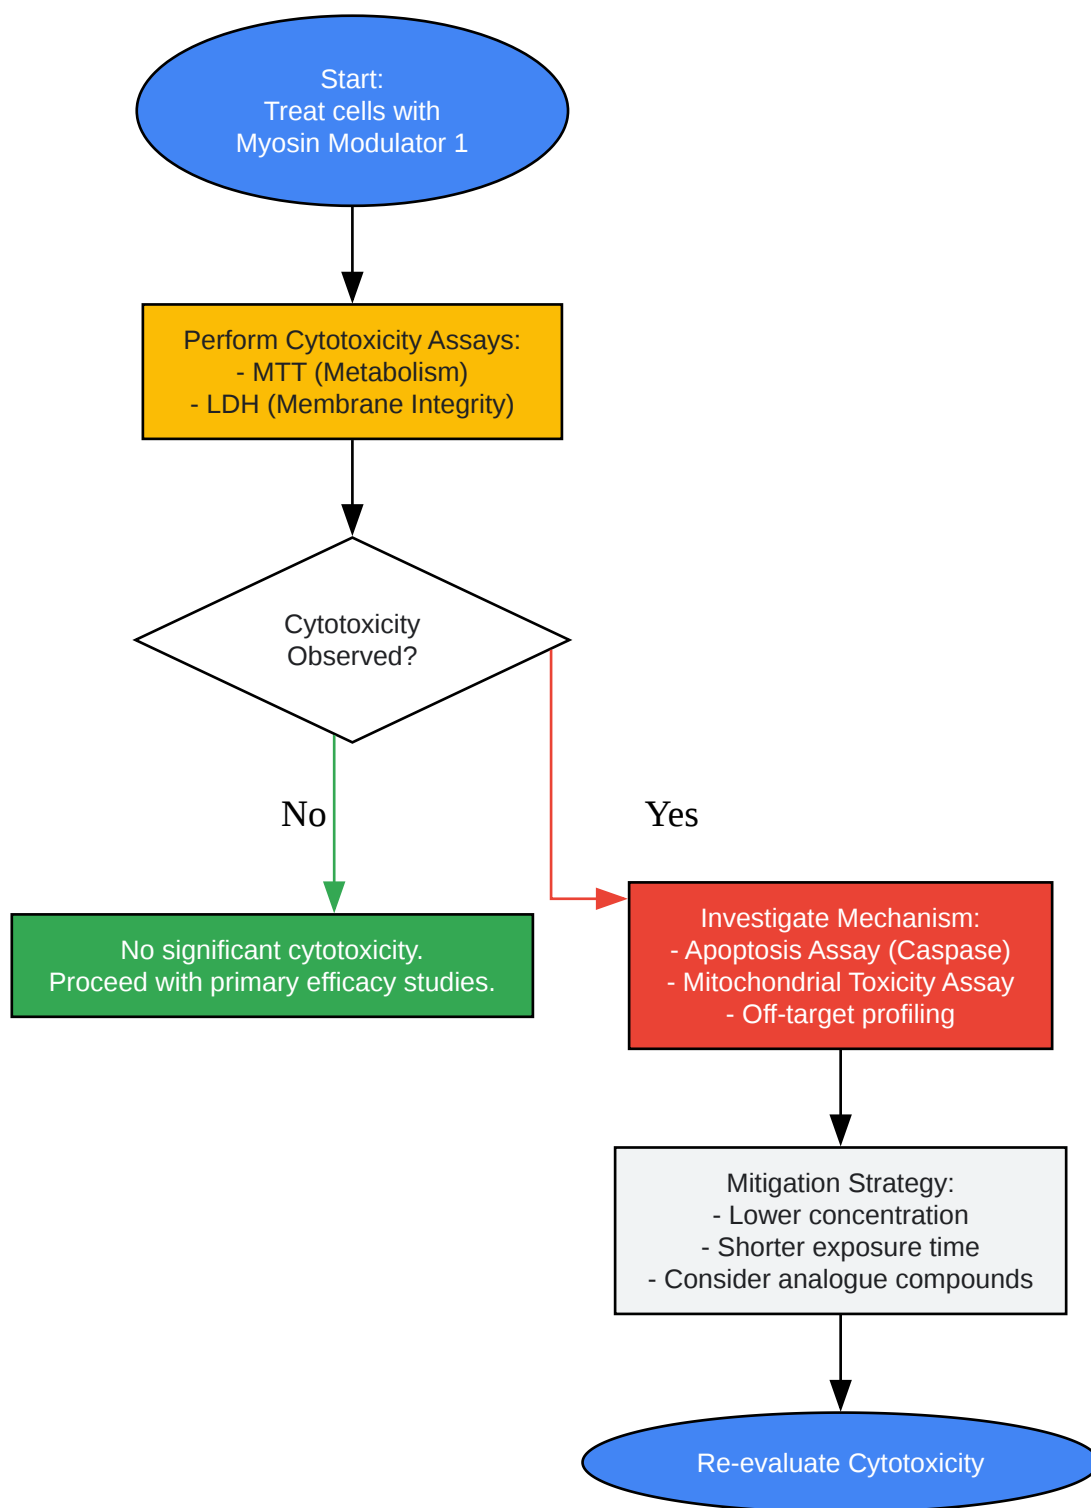 Start:
Treat cells with
Myosin Modulator 1
Perform Cytotoxicity Assays:
- MTT (Metabolism)
- LDH (Membrane Integrity)
Cytotoxicity
Observed?
No
Yes
No significant cytotoxicity.
Proceed with primary efficacy studies.
Investigate Mechanism:
- Apoptosis Assay (Caspase)
- Mitochondrial Toxicity Assay
- Off-target profiling
Mitigation Strategy:
- Lower concentration
- Shorter exposure time
- Consider analogue compounds
Re-evaluate Cytotoxicity